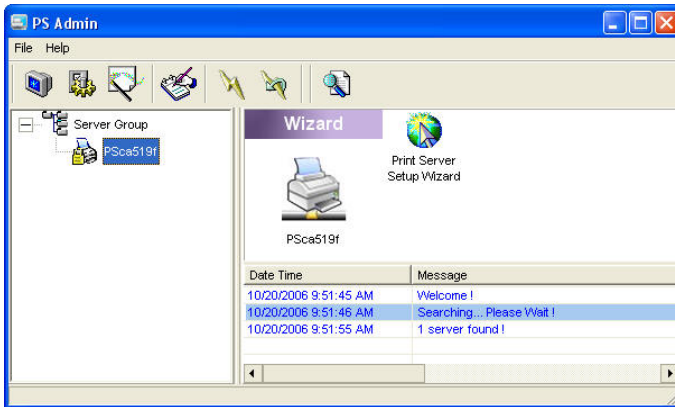 PS Admin
File Help
Server Group
PSca519f
Wizard
Print Server
Setup Wizard
PSca519f
Date Time Message
10/20/2006 9:51:45 AM Welcome !
10/20/2006 9:51:46 AM Searching... Please Wait !
10/20/2006 9:51:55 AM 1 server found !